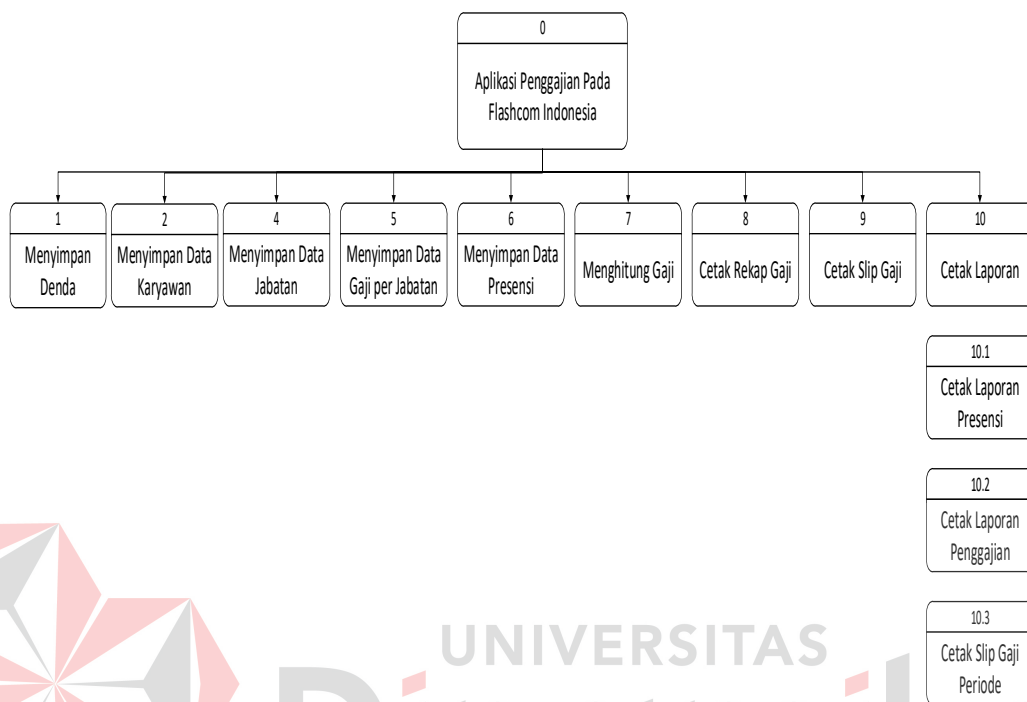 0
Aplikasi Penggajian Pada
Flashcom Indonesia
1
Menyimpan
Denda
2
Menyimpan Data
Karyawan
4
Menyimpan Data
Jabatan
5
Menyimpan Data
Gaji per Jabatan
6
Menyimpan Data
Presensi
7
Menghitung Gaji
8
Cetak Rekap Gaji
9
Cetak Slip Gaji
10
Cetak Laporan
10.1
Cetak Laporan
Presensi
10.2
Cetak Laporan
Penggajian
10.3
Cetak Slip Gaji
Periode
UNIVERSITAS